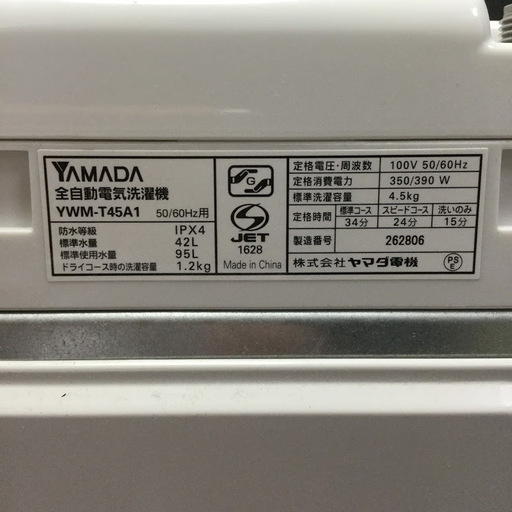 YAMADA
全自動電気洗濯機
YWM-T45A1 50/60Hz用
防水等級 IPX4
標準水量 42L
標準使用水量 95L
ドライコース時の洗濯容量 1.2kg
G
JET
1628
Made in China
定格電圧・周波数 100V 50/60Hz
定格消費電力 350/390 W
標準洗濯容量 4.5kg
定格時間 標準コース スピードコース 洗いのみ
34分 24分 15分
製造番号 262806
株式会社ヤマダ電機
PS
E